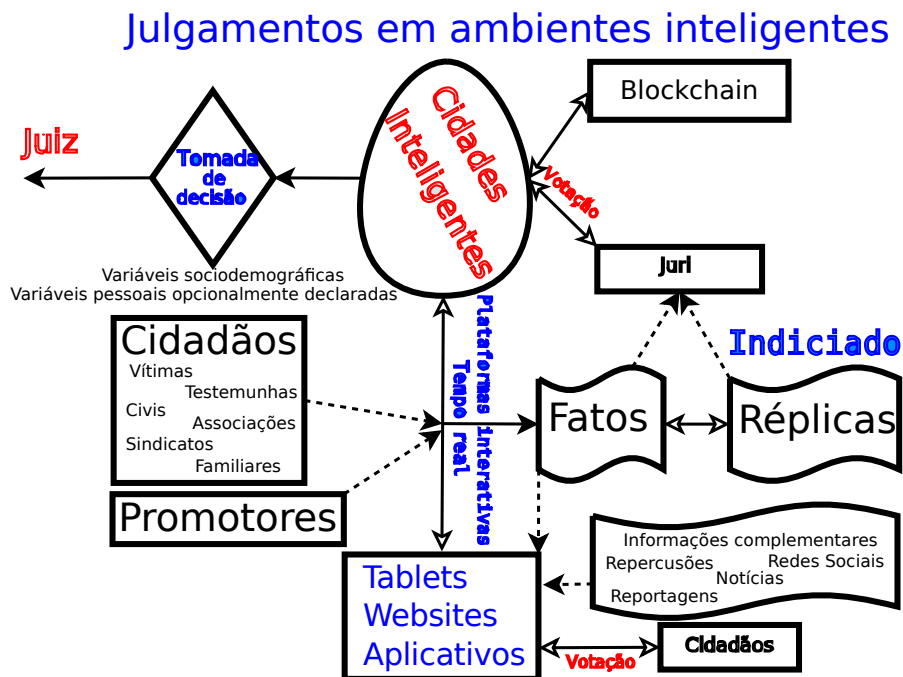 Julgamentos em ambientes inteligentes
Juiz
Tomada
de
decisão
Cidades
Inteligentes
Blockchain
Votação
Juri
Variáveis sociodemográficas
Variáveis pessoais opcionalmente declaradas
Cidadãos
Vítimas
Testemunhas
Civis
Associações
Sindicatos
Familiares
Promotores
Plataformas interativas
Tempo real
Indiciado
Fatos
Réplicas
Informações complementares
Repercusões
Redes Sociais
Notícias
Reportagens
Tablets
Websites
Aplicativos
Votação
Cidadãos